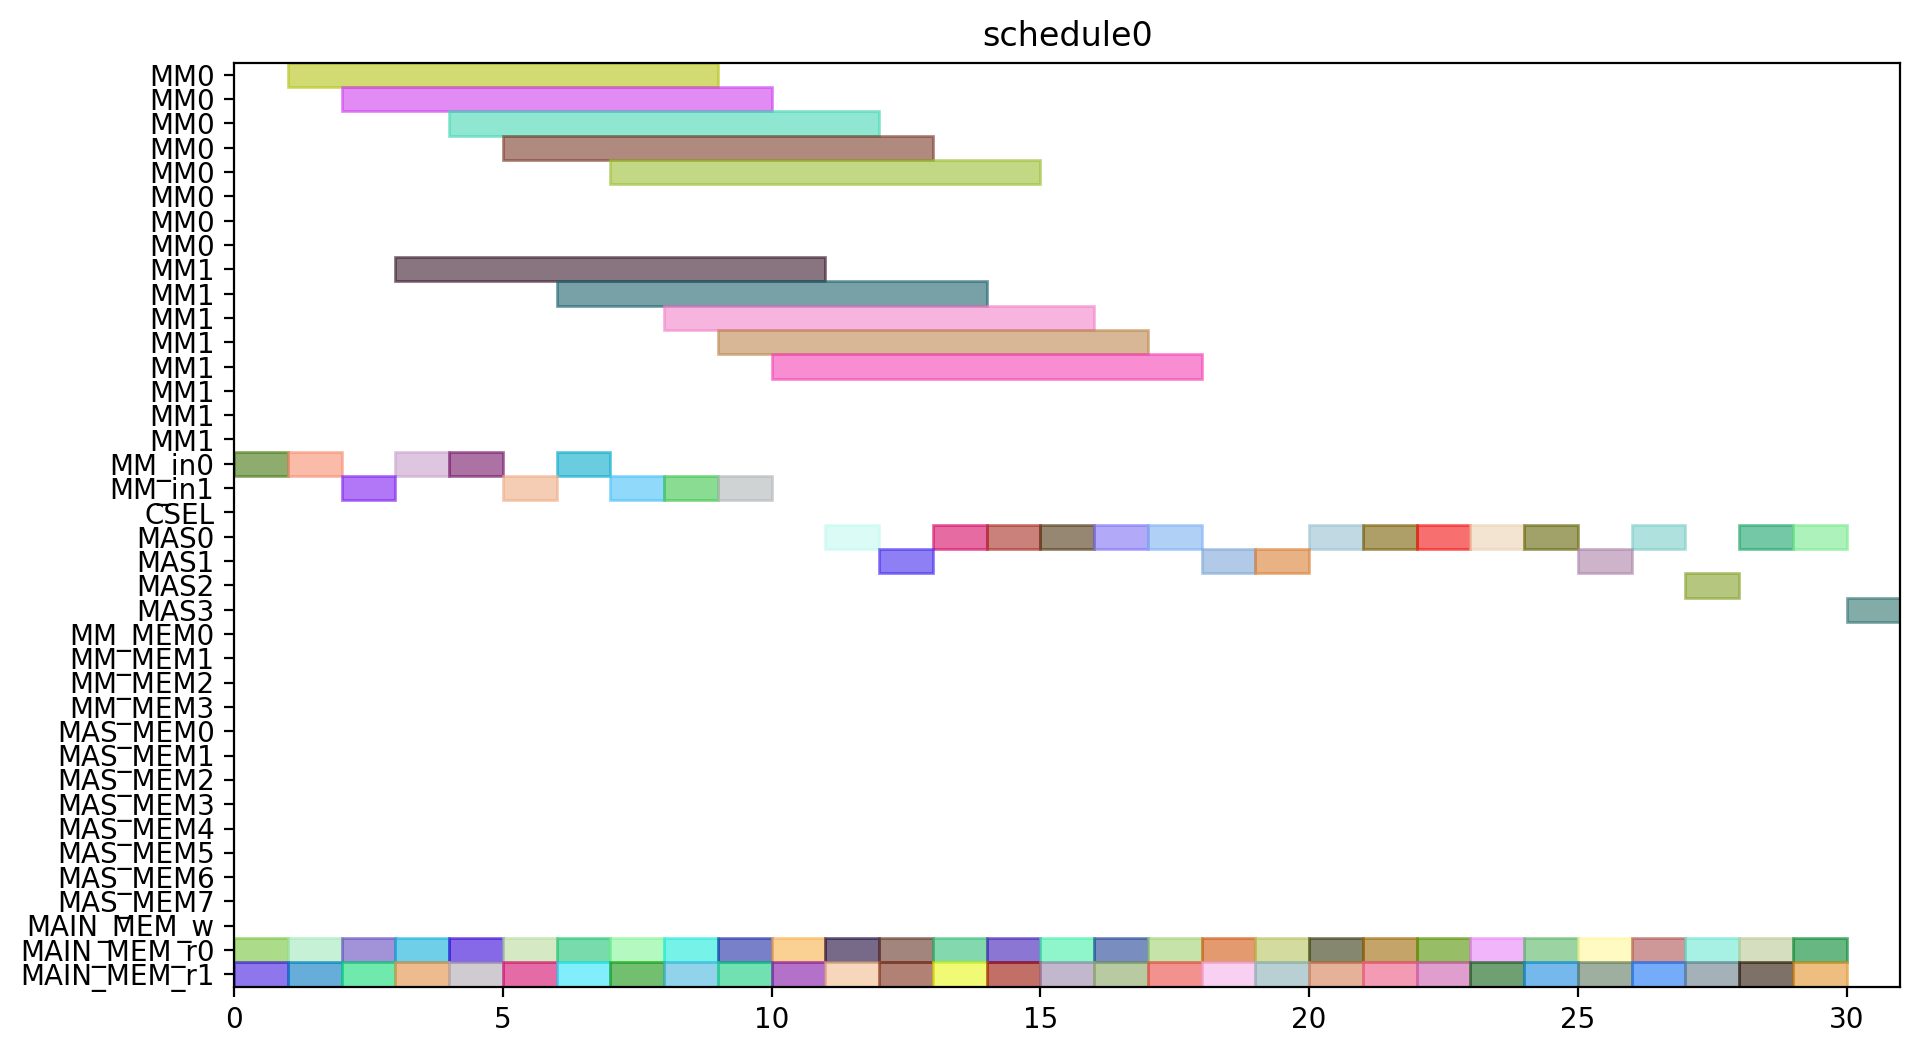 schedule0
MM0
MM0
MM0
MM0
MM0
MM0
MM0
MM0
MM1
MM1
MM1
MM1
MM1
MM1
MM1
MM1
MM_in0
MM_in1
CSEL
MAS0
MAS1
MAS2
MAS3
MM_MEM0
MM_MEM1
MM_MEM2
MM_MEM3
MAS_MEM0
MAS_MEM1
MAS_MEM2
MAS_MEM3
MAS_MEM4
MAS_MEM5
MAS_MEM6
MAS_MEM7
MAIN_MEM_w
MAIN_MEM_r0
MAIN_MEM_r1
0 5 10 15 20 25 30